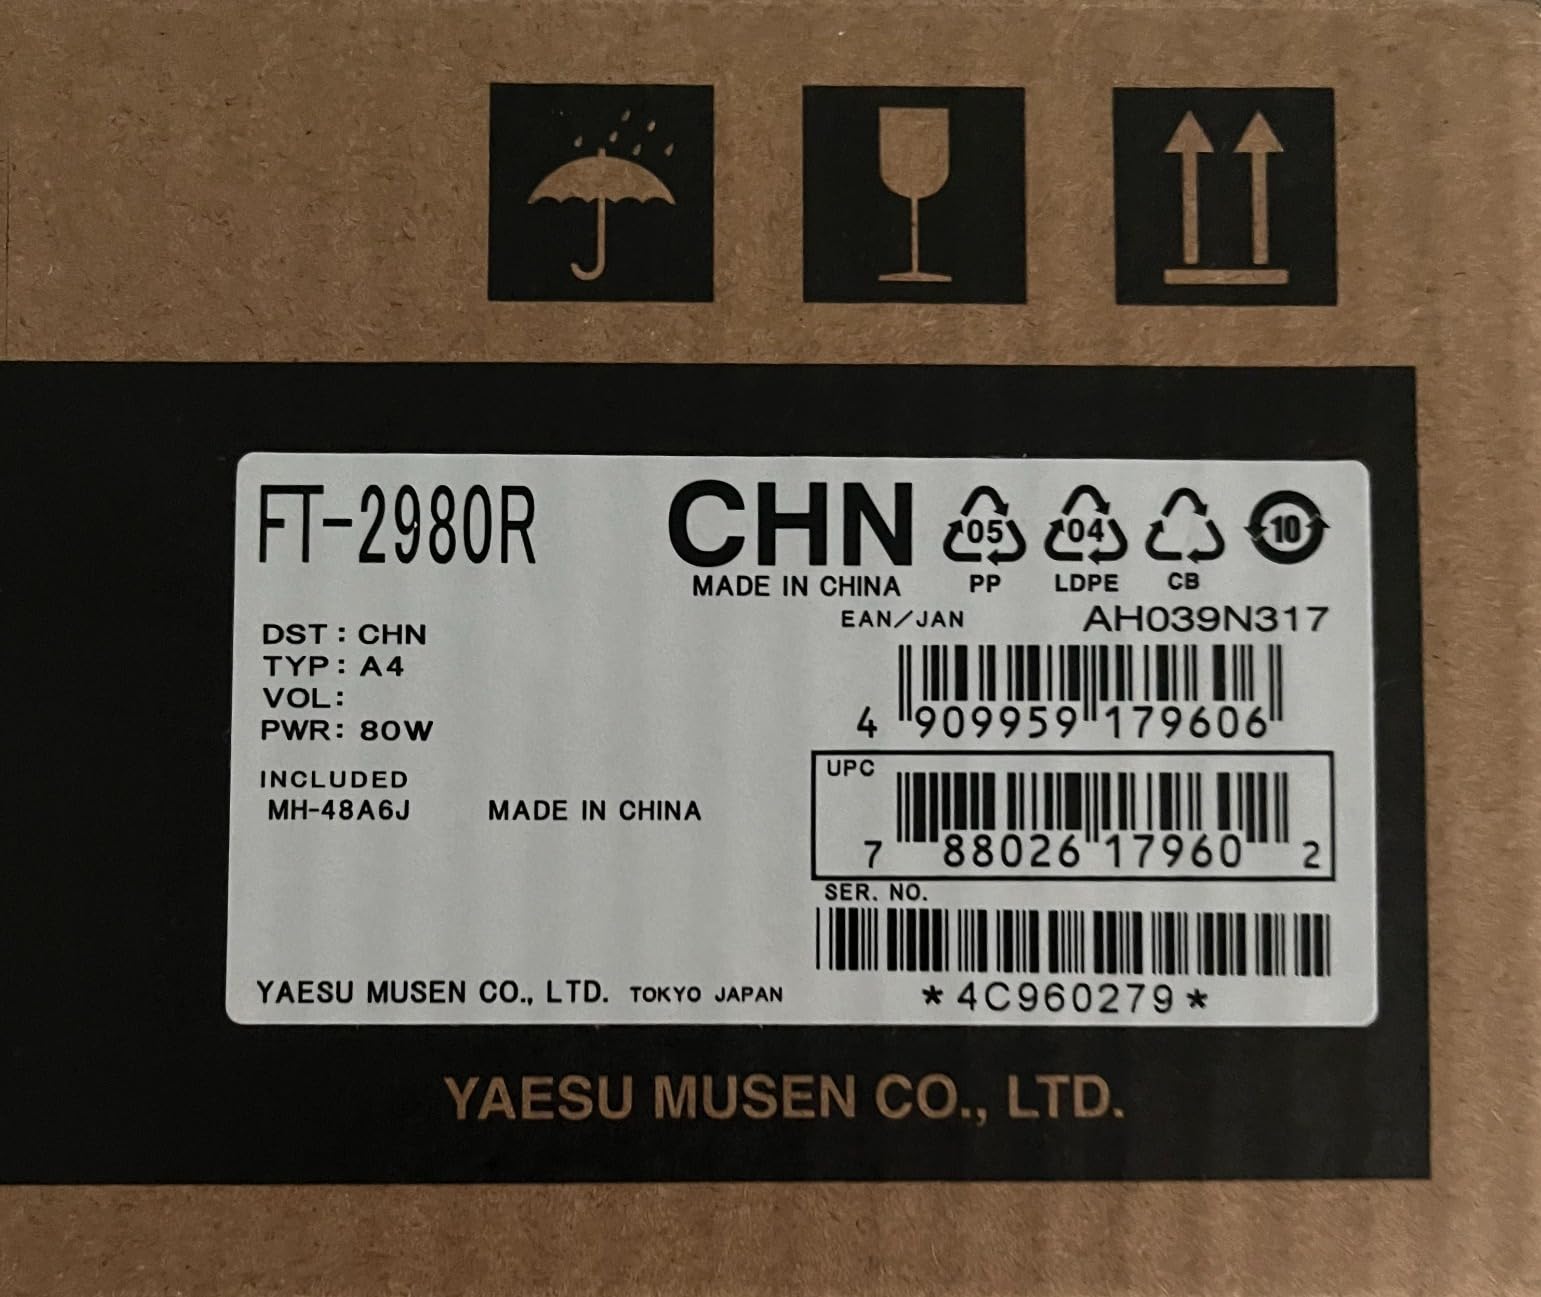 FT-2980R
CHN
05 04 10
MADE IN CHINA
PP LDPE CB
EAN/JAN AH039N317
DST : CHN
TYP : A4
VOL:
PWR: 80W
4 909959 179606
INCLUDED
MH-48A6J MADE IN CHINA
UPC
7 88026 17960 2
SER. NO.
*4C960279*
YAESU MUSEN CO., LTD. TOKYO JAPAN
YAESU MUSEN CO., LTD.